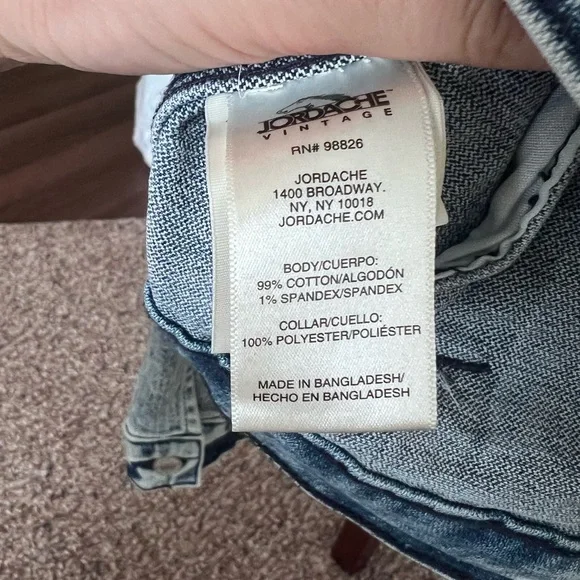 JORDACHE™
VINTAGE
RN# 98826
JORDACHE
1400 BROADWAY.
NY, NY 10018
JORDACHE.COM
BODY/CUERPO:
99% COTTON/ALGODÓN
1% SPANDEX/SPANDEX
COLLAR/CUELLO:
100% POLYESTER/POLIÉSTER
MADE IN BANGLADESH/
HECHO EN BANGLADESH